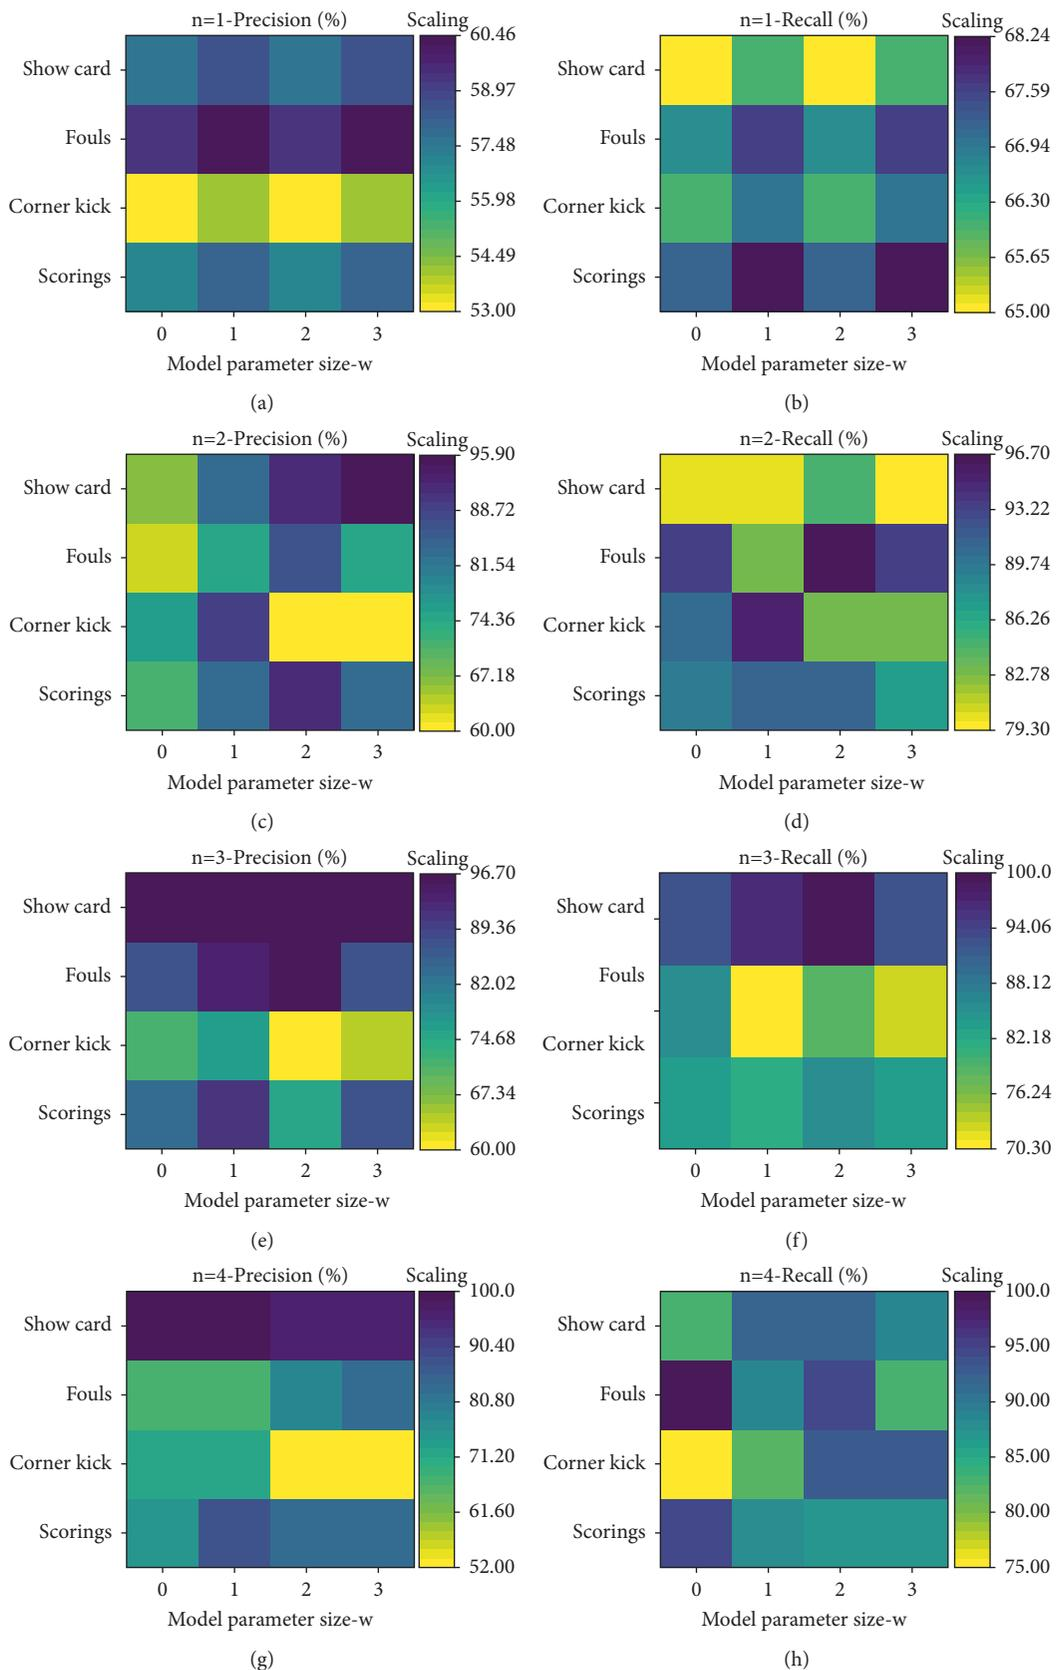 n=1-Precision (%)
Scaling
Show card
Fouls
Corner kick
Scorings
60.46
58.97
57.48
55.98
54.49
53.00
0 1 2 3
Model parameter size-w
(a)
n=1-Recall (%)
Scaling
Show card
Fouls
Corner kick
Scorings
68.24
67.59
66.94
66.30
65.65
65.00
0 1 2 3
Model parameter size-w
(b)
n=2-Precision (%)
Scaling
Show card
Fouls
Corner kick
Scorings
95.90
88.72
81.54
74.36
67.18
60.00
0 1 2 3
Model parameter size-w
(c)
n=2-Recall (%)
Scaling
Show card
Fouls
Corner kick
Scorings
96.70
93.22
89.74
86.26
82.78
79.30
0 1 2 3
Model parameter size-w
(d)
n=3-Precision (%)
Scaling
Show card
Fouls
Corner kick
Scorings
96.70
89.36
82.02
74.68
67.34
60.00
0 1 2 3
Model parameter size-w
(e)
n=3-Recall (%)
Scaling
Show card
Fouls
Corner kick
Scorings
100.0
94.06
88.12
82.18
76.24
70.30
0 1 2 3
Model parameter size-w
(f)
n=4-Precision (%)
Scaling
Show card
Fouls
Corner kick
Scorings
100.0
90.40
80.80
71.20
61.60
52.00
0 1 2 3
Model parameter size-w
(g)
n=4-Recall (%)
Scaling
Show card
Fouls
Corner kick
Scorings
100.0
95.00
90.00
85.00
80.00
75.00
0 1 2 3
Model parameter size-w
(h)